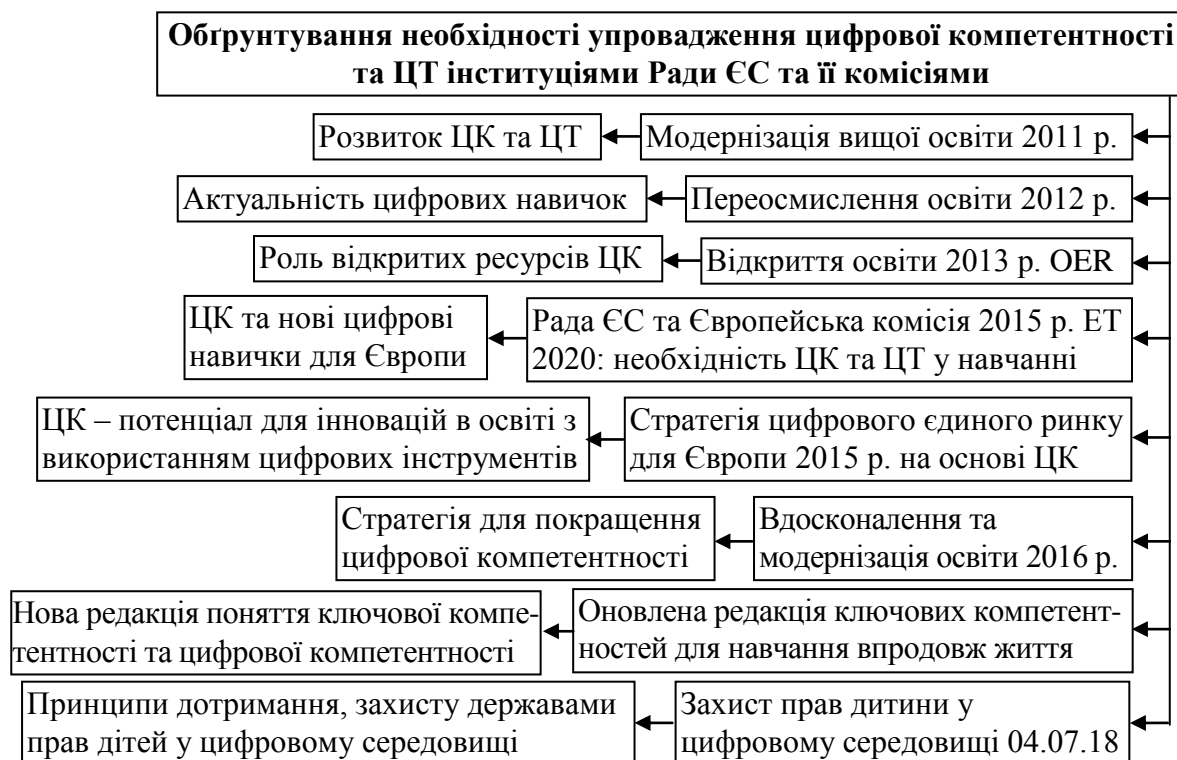 Обґрунтування необхідності упровадження цифрової компетентності
та ЦТ інституціями Ради ЄС та її комісіями
Розвиток ЦК та ЦТ
Модернізація вищої освіти 2011 р.
Актуальність цифрових навичок
Переосмислення освіти 2012 р.
Роль відкритих ресурсів ЦК
Відкриття освіти 2013 р. OER
ЦК та нові цифрові
навички для Європи
Рада ЄС та Європейська комісія 2015 р. ЕТ
2020: необхідність ЦК та ЦТ у навчанні
ЦК – потенціал для інновацій в освіті з
використанням цифрових інструментів
Стратегія цифрового єдиного ринку
для Європи 2015 р. на основі ЦК
Стратегія для покращення
цифрової компетентності
Вдосконалення та
модернізація освіти 2016 р.
Нова редакція поняття ключової компе-
тентності та цифрової компетентності
Оновлена редакція ключових компетент-
ностей для навчання впродовж життя
Принципи дотримання, захисту державами
прав дітей у цифровому середовищі
Захист прав дитини у
цифровому середовищі 04.07.18